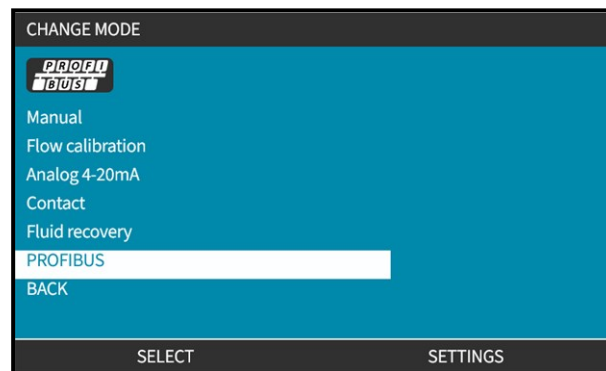 CHANGE MODE
PROFI
BUS
Manual
Flow calibration
Analog 4-20mA
Contact
Fluid recovery
PROFIBUS
BACK
SELECT SETTINGS